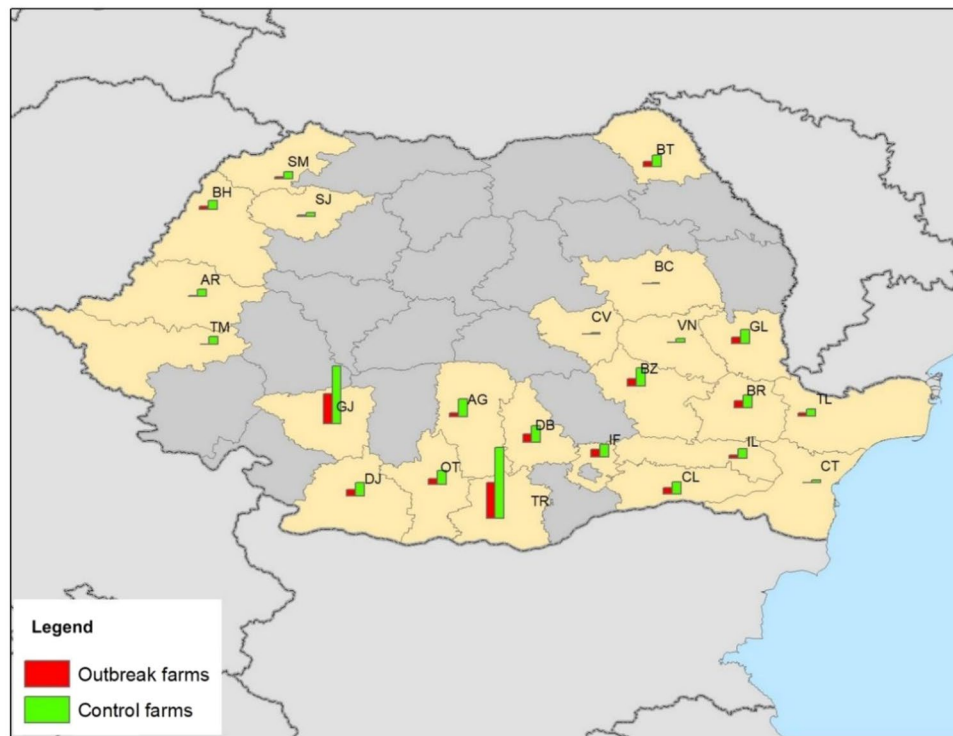 BT
SM
BH
SJ
BC
AR
CV
VN
GL
TM
BZ
BR
TL
GJ
AG
DB
IF
IL
CT
DJ
OT
CL
TR
Legend
Outbreak farms
Control farms